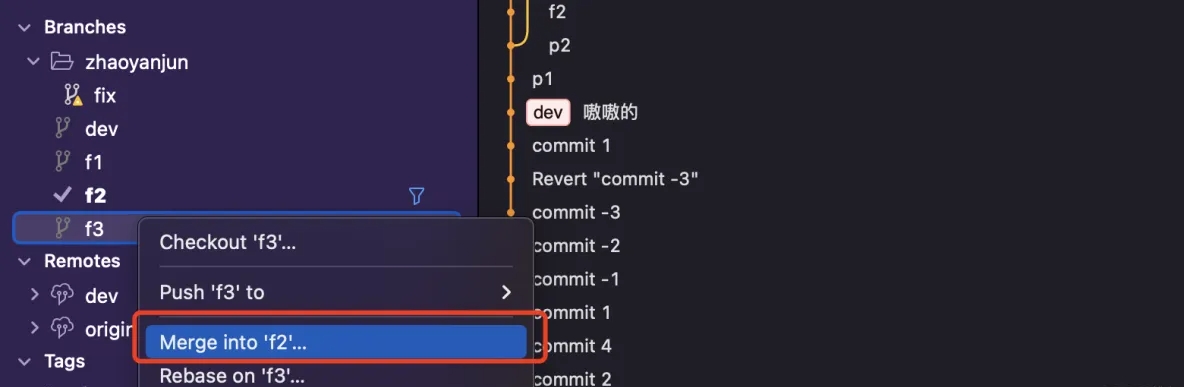 Branches
zhaoyanjun
fix
dev
f1
f2
f3
Remotes
dev
origin
Tags
Checkout 'f3'...
Push 'f3' to
Merge into 'f2'...
Rebase on 'f3'...
f2
p2
p1
dev 嗷嗷的
commit 1
Revert "commit -3"
commit -3
commit -2
commit -1
commit 1
commit 4
commit 2